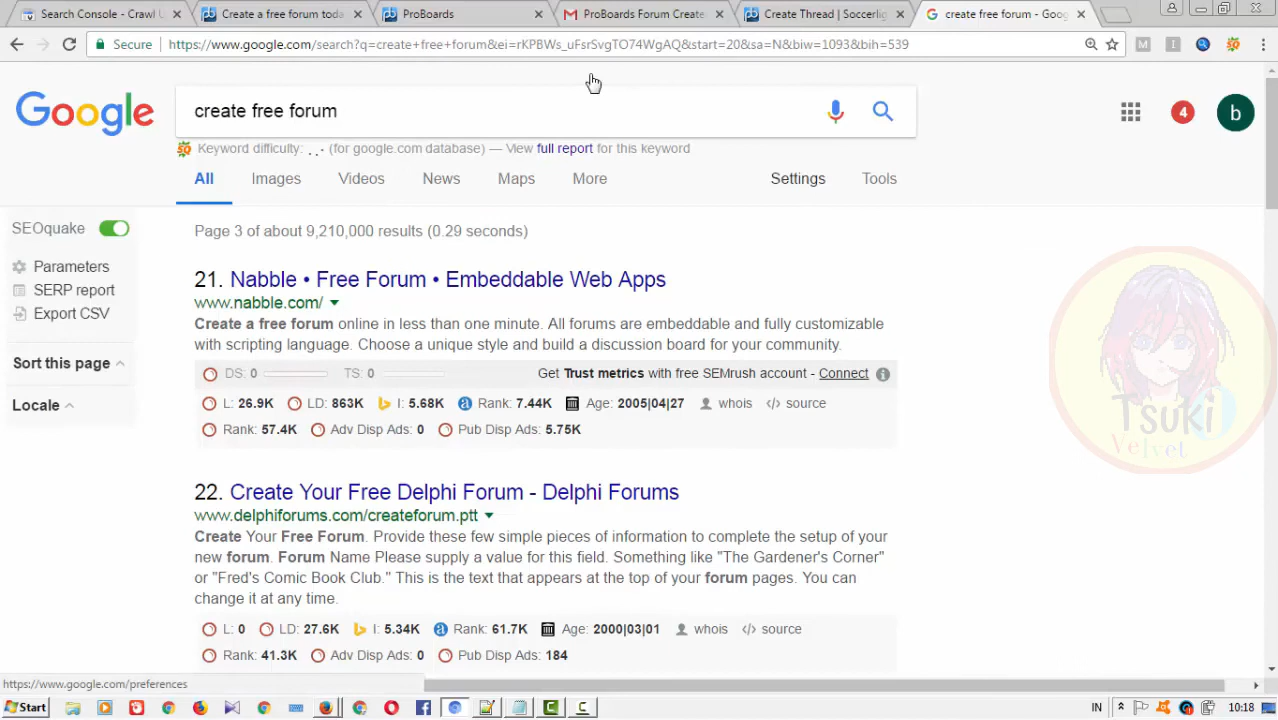 Search Console - Crawl U
Create a free forum toda
ProBoards
ProBoards Forum Create
Create Thread | Soccerlig
create free forum - Goog
Secure
https://www.google.com/search?q=create+free+forum&ei=rKPBWs_uFsrSvgTO74WgAQ&start=20&sa=N&biw=1093&bih=539
Google
create free forum
4
b
Keyword difficulty: (for google.com database) — View full report for this keyword
All
Images
Videos
News
Maps
More
Settings
Tools
SEOquake
Parameters
SERP report
Export CSV
Sort this page
Locale
Page 3 of about 9,210,000 results (0.29 seconds)
21. Nabble • Free Forum • Embeddable Web Apps
www.nabble.com/
Create a free forum online in less than one minute. All forums are embeddable and fully customizable
with scripting language. Choose a unique style and build a discussion board for your community.
DS: 0 TS: 0 Get Trust metrics with free SEMrush account - Connect
L: 26.9K LD: 863K I: 5.68K Rank: 7.44K Age: 2005|04|27 whois </> source
Rank: 57.4K Adv Disp Ads: 0 Pub Disp Ads: 5.75K
22. Create Your Free Delphi Forum - Delphi Forums
www.delphiforums.com/createforum.ptt
Create Your Free Forum. Provide these few simple pieces of information to complete the setup of your
new forum. Forum Name Please supply a value for this field. Something like "The Gardener's Corner"
or "Fred's Comic Book Club." This is the text that appears at the top of your forum pages. You can
change it at any time.
L: 0 LD: 27.6K I: 5.34K Rank: 61.7K Age: 2000|03|01 whois </> source
Rank: 41.3K Adv Disp Ads: 0 Pub Disp Ads: 184
Tsuki
Velvet
https://www.google.com/preferences
Start
IN
10:18